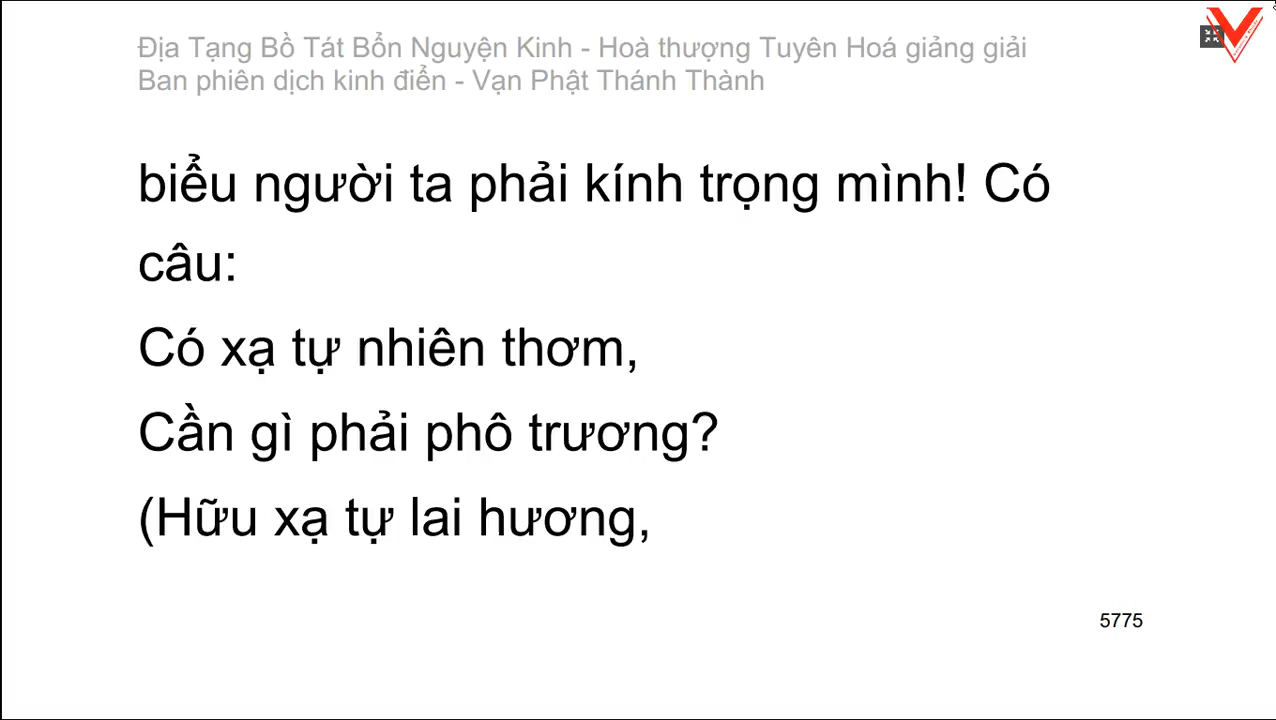 Địa Tạng Bồ Tát Bổn Nguyện Kinh - Hoà thượng Tuyên Hoá giảng giải
Ban phiên dịch kinh điển - Vạn Phật Thánh Thành
biểu người ta phải kính trọng mình! Có
câu:
Có xạ tự nhiên thơm,
Cần gì phải phô trương?
(Hữu xạ tự lai hương,
5775